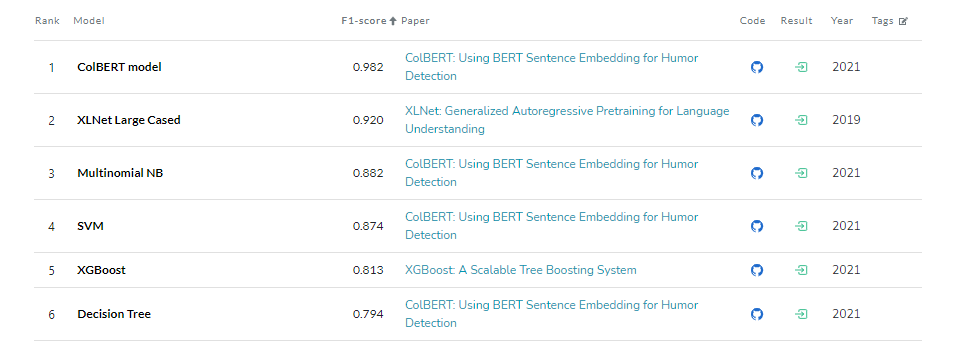 Rank Model F1-score Paper Code Result Year Tags
1 ColBERT model 0.982 ColBERT: Using BERT Sentence Embedding for Humor Detection 2021
2 XLNet Large Cased 0.920 XLNet: Generalized Autoregressive Pretraining for Language Understanding 2019
3 Multinomial NB 0.882 ColBERT: Using BERT Sentence Embedding for Humor Detection 2021
4 SVM 0.874 ColBERT: Using BERT Sentence Embedding for Humor Detection 2021
5 XGBoost 0.813 XGBoost: A Scalable Tree Boosting System 2021
6 Decision Tree 0.794 ColBERT: Using BERT Sentence Embedding for Humor Detection 2021